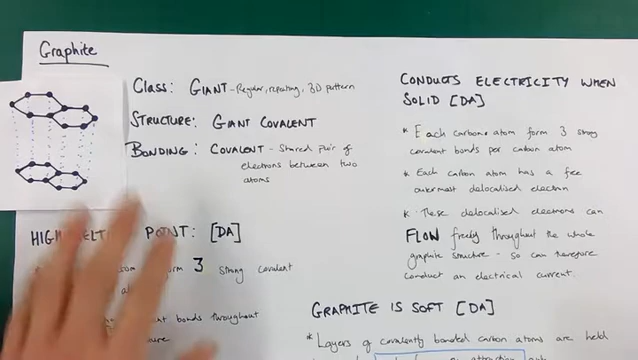 Graphite
Class: GIANT - Regular, repeating, 3D pattern
STRUCTURE: GIANT COVALENT
BONDING: COVALENT - Shared pair of
electrons between two
atoms
HIGH MELT POINT: [DA]
form 3 strong covalent
bonds throughout
CONDUCTS ELECTRICITY WHEN
SOLID [DA]
* Each carbon atom form 3 strong
covalent bonds per carbon atom
* Each carbon atom has a free
outermost delocalised electron
* These delocalised electrons can
FLOW freely throughout the whole
graphite structure - so can therefore
conduct an electrical current.
GRAPHITE IS SOFT [DA]
* Layers of covalently bonded carbon atoms are held
attraction